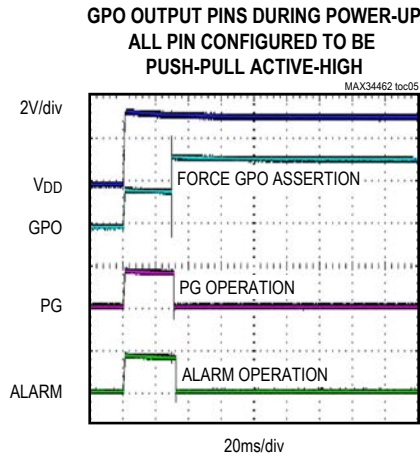 GPO OUTPUT PINS DURING POWER-UP
ALL PIN CONFIGURED TO BE
PUSH-PULL ACTIVE-HIGH
MAX34462 toc05
2V/div
VDD
FORCE GPO ASSERTION
GPO
PG OPERATION
PG
ALARM OPERATION
ALARM
20ms/div